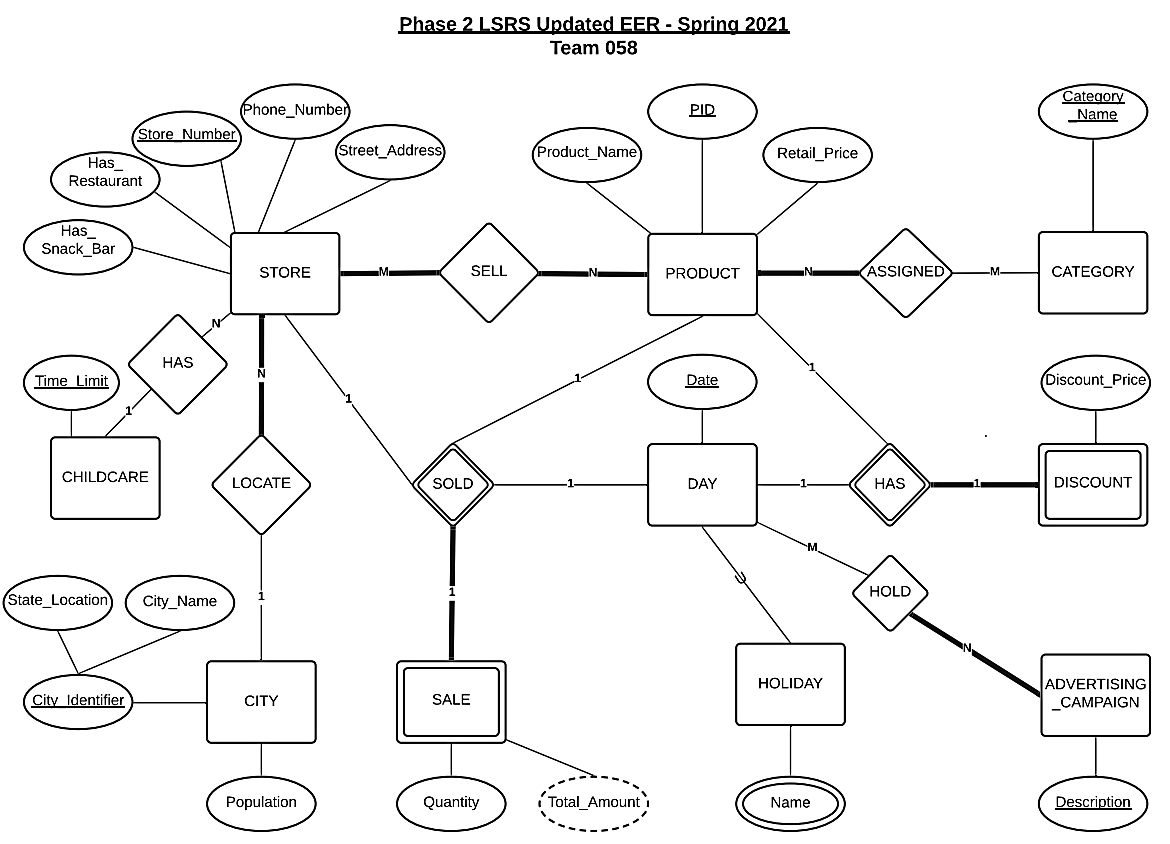 Phase 2 LSRS Updated EER - Spring 2021
Team 058
Phone_Number
Store_Number
Street_Address
Has_
Restaurant
Has_
Snack_Bar
PID
Product_Name
Retail_Price
Category
_Name
STORE
M
SELL
N
PRODUCT
N
ASSIGNED
M
CATEGORY
N
HAS
1
Time_Limit
CHILDCARE
N
LOCATE
1
1
1
1
Date
Discount_Price
SOLD
1
DAY
1
HAS
1
DISCOUNT
M
HOLD
N
1
U
State_Location
City_Name
City_Identifier
CITY
SALE
HOLIDAY
ADVERTISING
_CAMPAIGN
Population
Quantity
Total_Amount
Name
Description